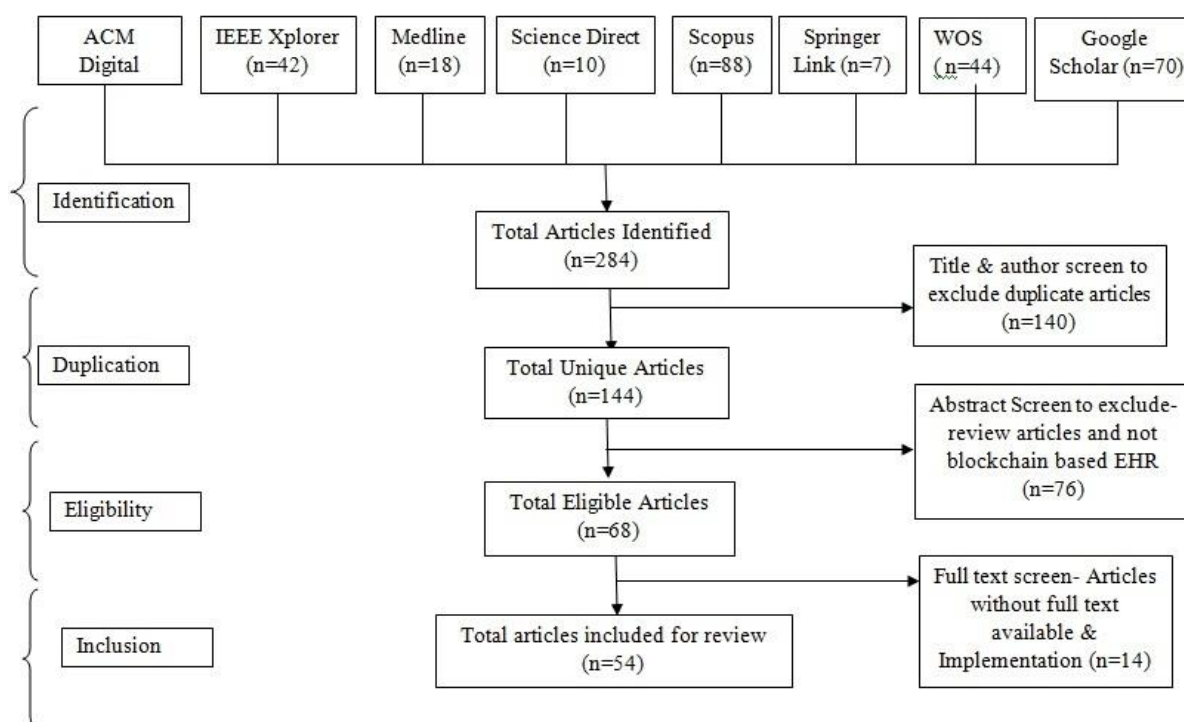 ACM
Digital
IEEE Xplorer
(n=42)
Medline
(n=18)
Science Direct
(n=10)
Scopus
(n=88)
Springer
Link (n=7)
WOS
( n=44)
Google
Scholar (n=70)
Identification
Total Articles Identified
(n=284)
Title & author screen to
exclude duplicate articles
(n=140)
Duplication
Total Unique Articles
(n=144)
Abstract Screen to exclude-
review articles and not
blockchain based EHR
(n=76)
Eligibility
Total Eligible Articles
(n=68)
Full text screen- Articles
without full text
available &
Implementation (n=14)
Inclusion
Total articles included for review
(n=54)